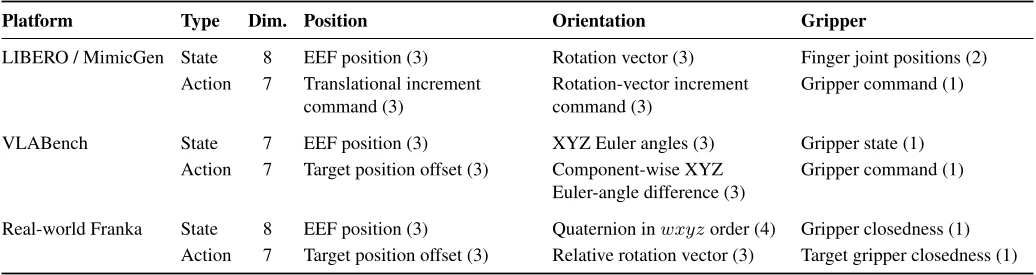 Platform Type Dim. Position Orientation Gripper
LIBERO / MimicGen State 8 EEF position (3) Rotation vector (3) Finger joint positions (2)
Action 7 Translational increment command (3) Rotation-vector increment command (3) Gripper command (1)
VLABench State 7 EEF position (3) XYZ Euler angles (3) Gripper state (1)
Action 7 Target position offset (3) Component-wise XYZ Euler-angle difference (3) Gripper command (1)
Real-world Franka State 8 EEF position (3) Quaternion in wxyz order (4) Gripper closedness (1)
Action 7 Target position offset (3) Relative rotation vector (3) Target gripper closedness (1)